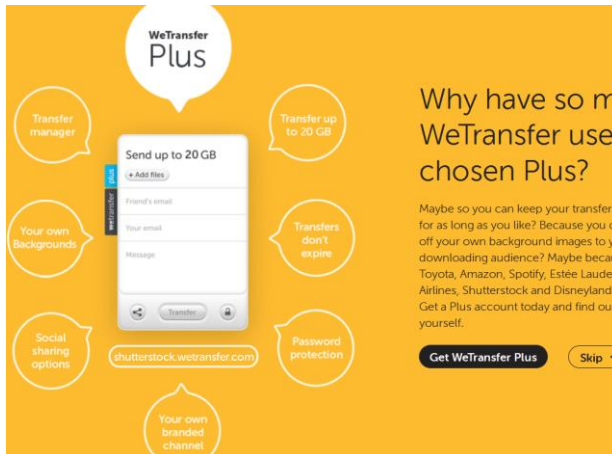 WeTransfer
Plus
Transfer
manager
Transfer up
to 20 GB
Send up to 20 GB
+ Add files
plus
wetransfer
Friend's email
Your email
Message
Your own
Backgrounds
Transfers
don't
expire
Transfer
Social
sharing
options
Password
protection
shutterstock.wetransfer.com
Your own
branded
channel
Why have so m
WeTransfer use
chosen Plus?
Maybe so you can keep your transfer
for as long as you like? Because you
off your own background images to y
downloading audience? Maybe becau
Toyota, Amazon, Spotify, Estée Laude
Airlines, Shutterstock and Disneyland
Get a Plus account today and find ou
yourself.
Get WeTransfer Plus
Skip